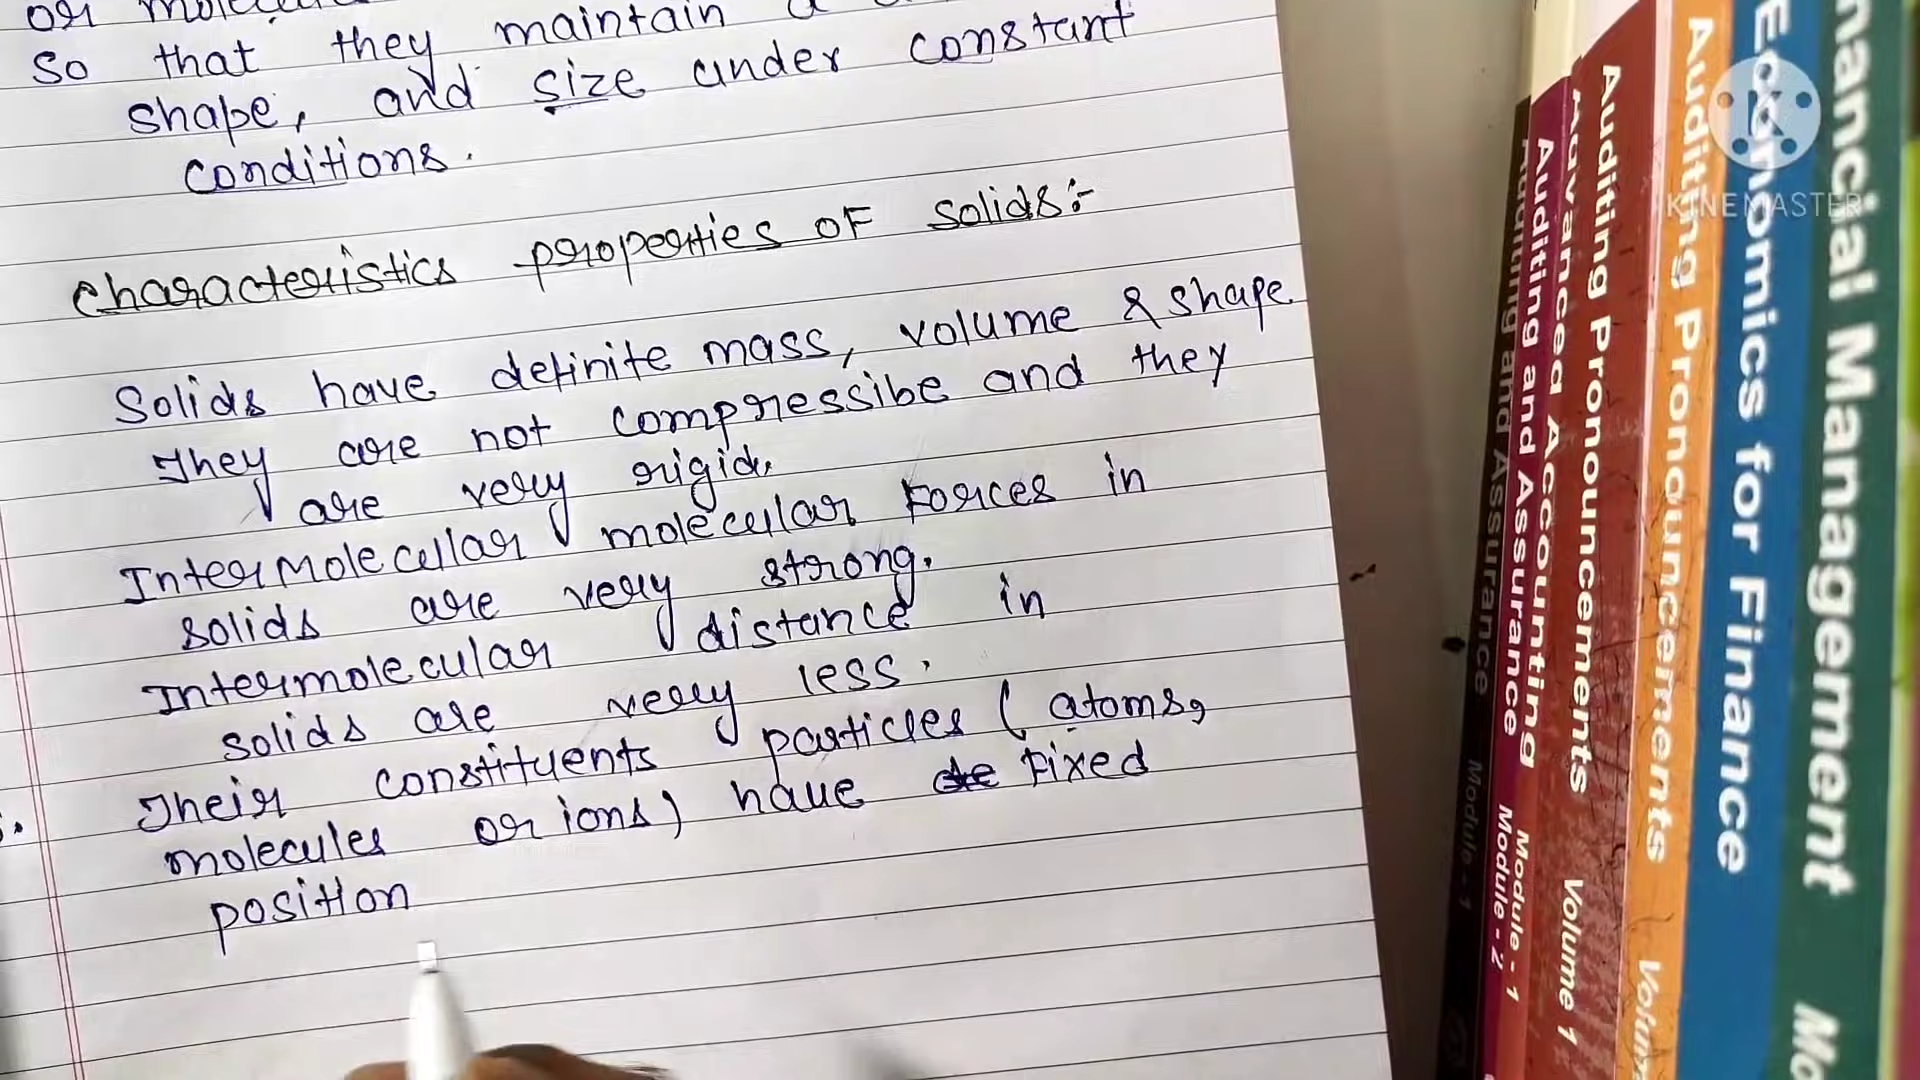 or
So that they maintain a
shape, and size under constant
conditions.
characteristics properties of solids:-
Solids have definite mass, volume & shape
They are not compressibe and they
are very rigid.
Intermolecular molecular forces in
solids are very strong.
Intermolecular distance in
solids are very less.
Their constituents particles ( atoms,
molecules or ions) have fixed
position
Auditing and Assurance
Module - 1
Auditing and Assurance
Module - 2
Advanced Accounting
Module - 1
Auditing Pronouncements
Volume 1
Auditing Pronouncements
Economics for Finance
Financial Management
KINEMASTER